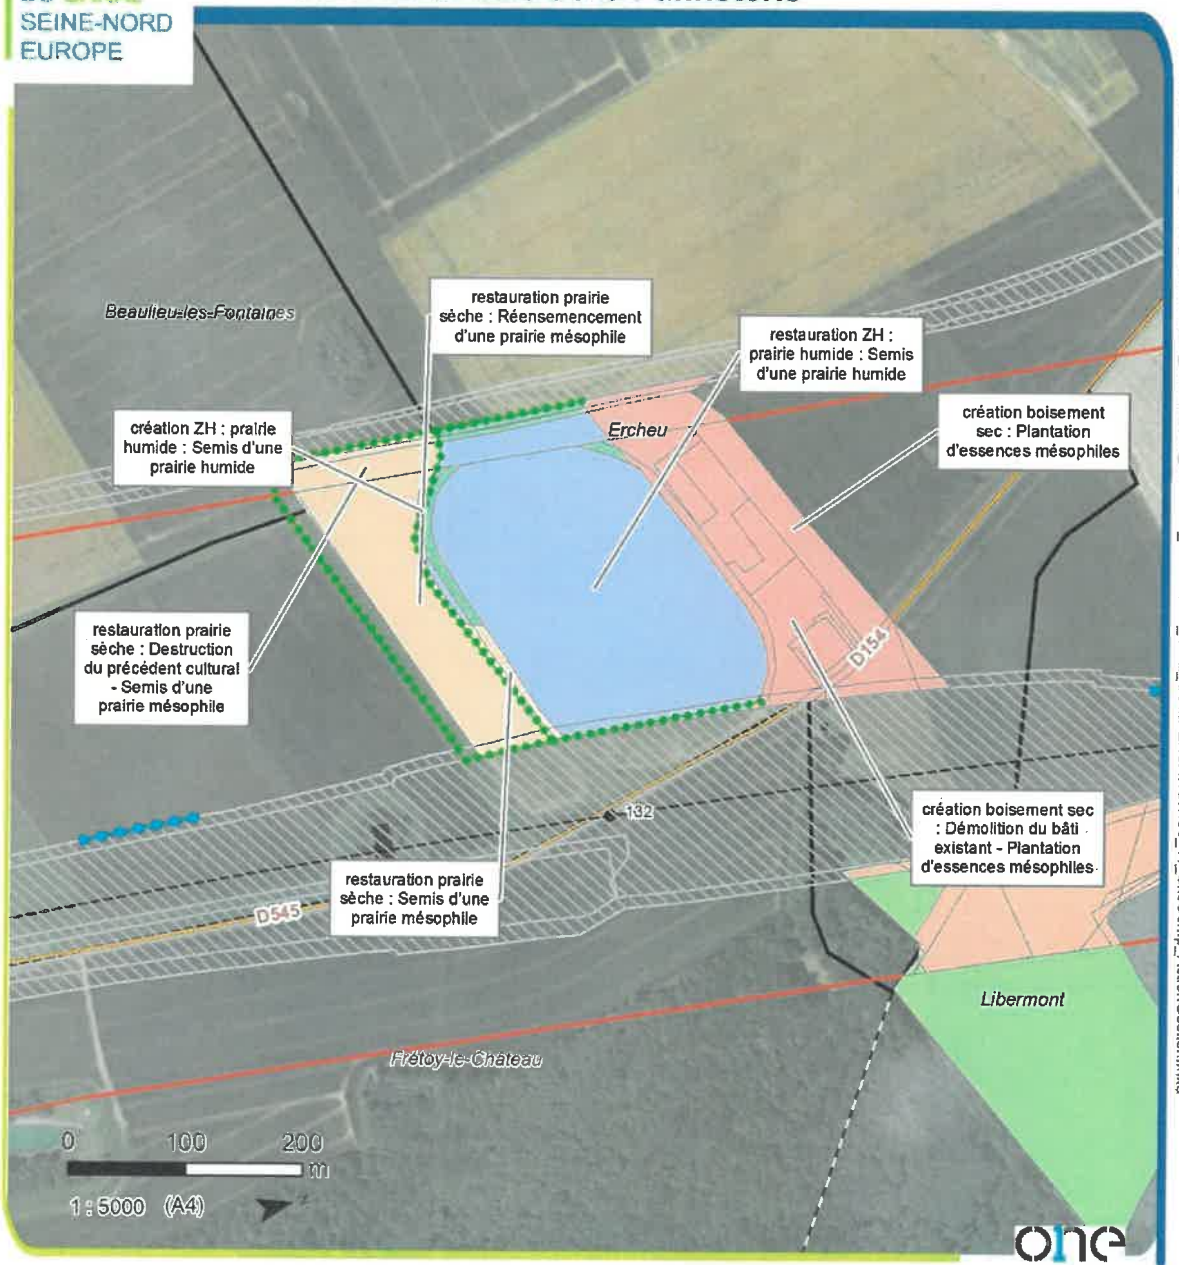 SEINE-NORD
EUROPE
Beaulieu-les-Fontaines
restauration prairie
sèche : Réensemencement
d'une prairie mésophile
restauration ZH :
prairie humide : Semis
d'une prairie humide
création ZH : prairie
humide : Semis d'une
prairie humide
Ercheu
création boisement
sec : Plantation
d'essences mésophiles
restauration prairie
sèche : Destruction
du précédent cultural
- Semis d'une
prairie mésophile
D154
132
création boisement sec
: Démolition du bâti
existant - Plantation
d'essences mésophiles
restauration prairie
sèche : Semis d'une
prairie mésophile
D545
Libermont
Frétoy-le-Château
0 100 200
m
1 : 5000 (A4)
one